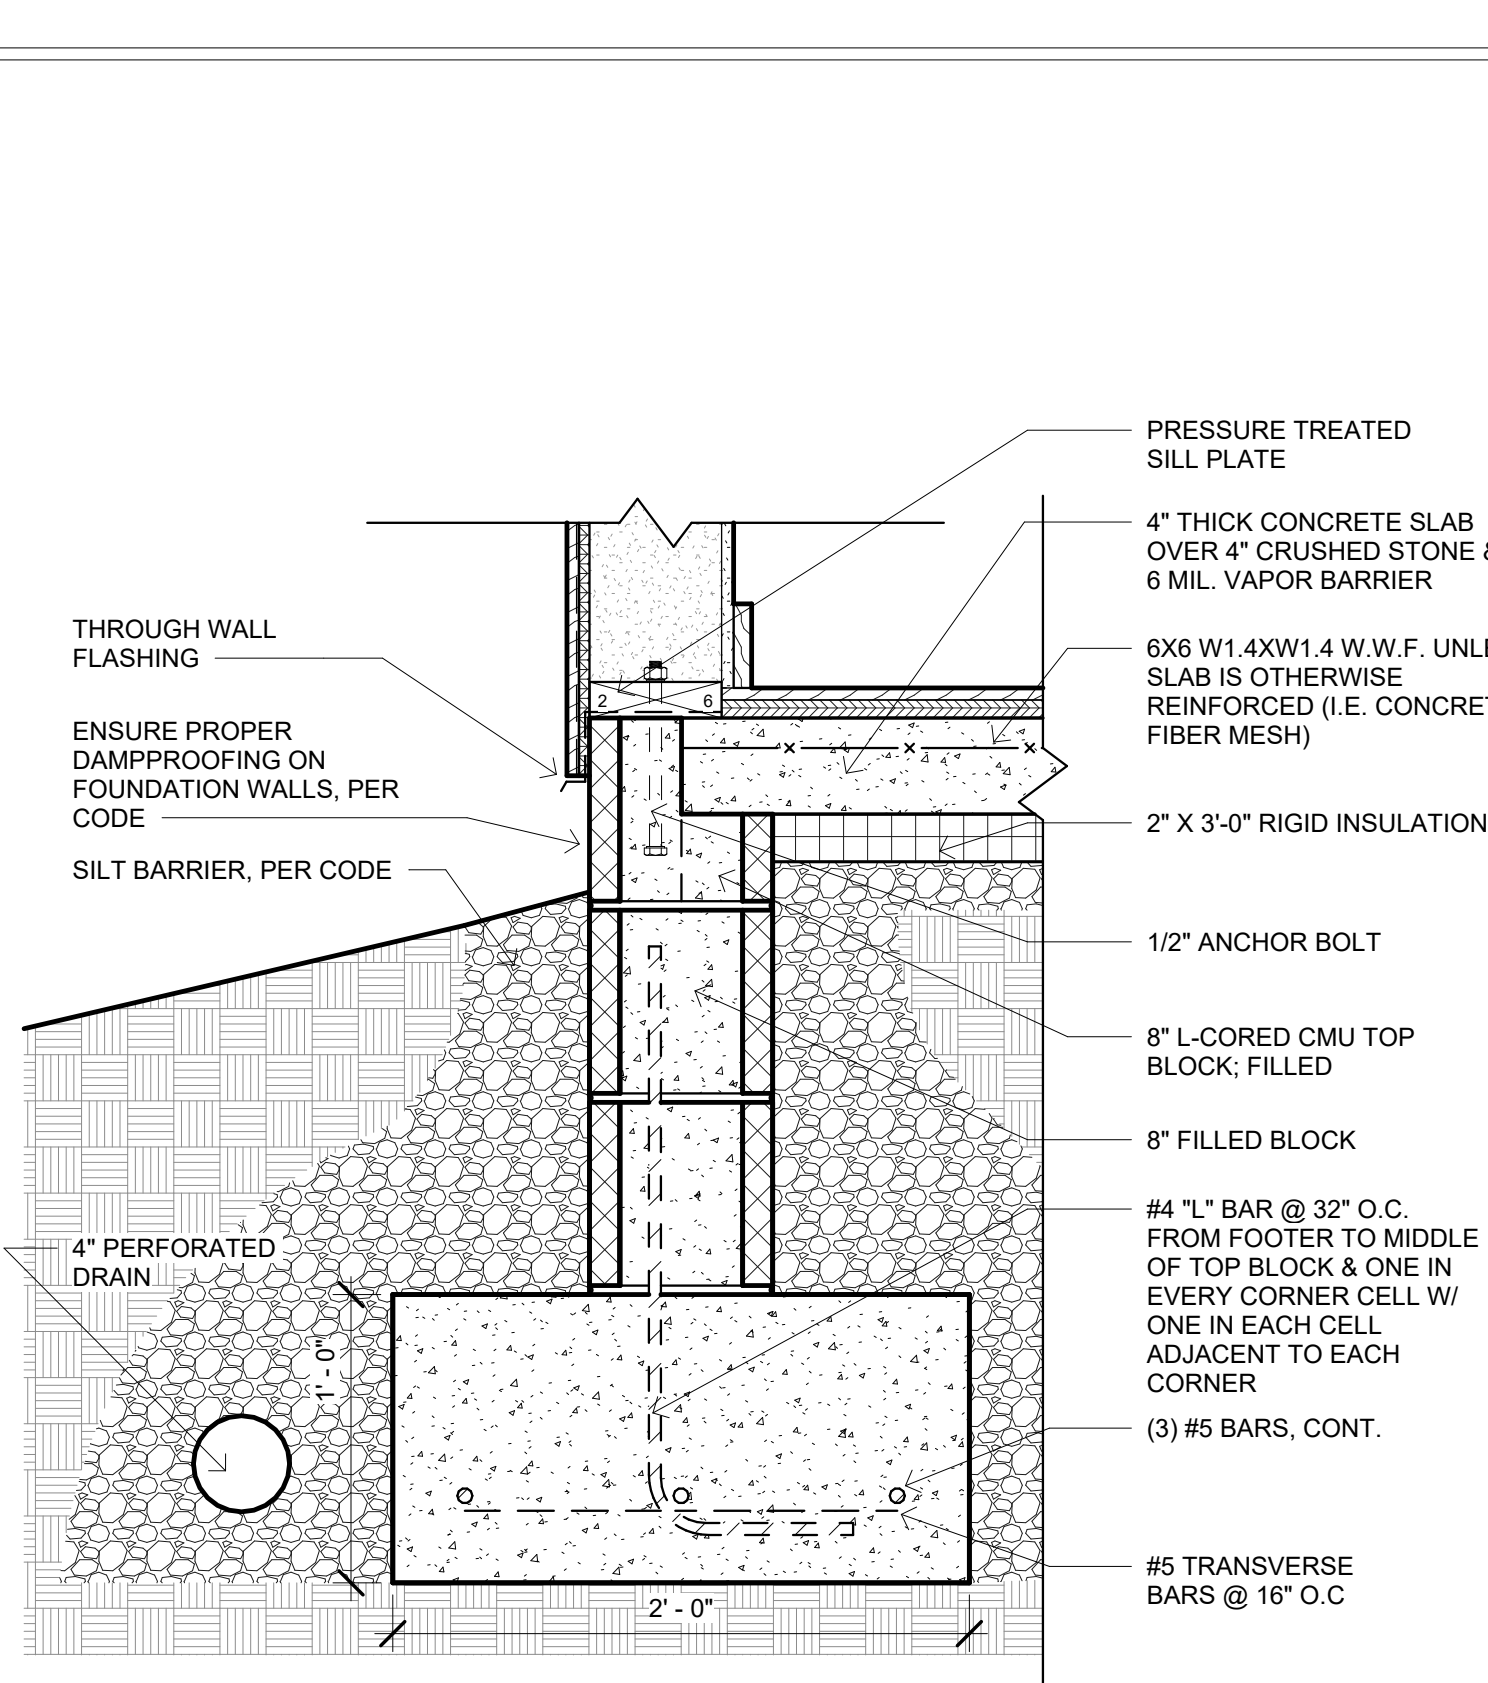 THROUGH WALL
FLASHING
ENSURE PROPER
DAMPPROOFING ON
FOUNDATION WALLS, PER
CODE
SILT BARRIER, PER CODE
4" PERFORATED
DRAIN
1' - 0"
2' - 0"
2 6
PRESSURE TREATED
SILL PLATE
4" THICK CONCRETE SLAB
OVER 4" CRUSHED STONE
6 MIL. VAPOR BARRIER
6X6 W1.4XW1.4 W.W.F.
SLAB IS OTHERWISE
REINFORCED (I.E.
FIBER MESH)
2" X 3'-0" RIGID INSULATION
1/2" ANCHOR BOLT
8" L-CORED CMU TOP
BLOCK; FILLED
8" FILLED BLOCK
#4 "L" BAR @ 32" O.C.
FROM FOOTER TO MIDDLE
OF TOP BLOCK & ONE IN
EVERY CORNER CELL W/
ONE IN EACH CELL
ADJACENT TO EACH
CORNER
(3) #5 BARS, CONT.
#5 TRANSVERSE
BARS @ 16" O.C